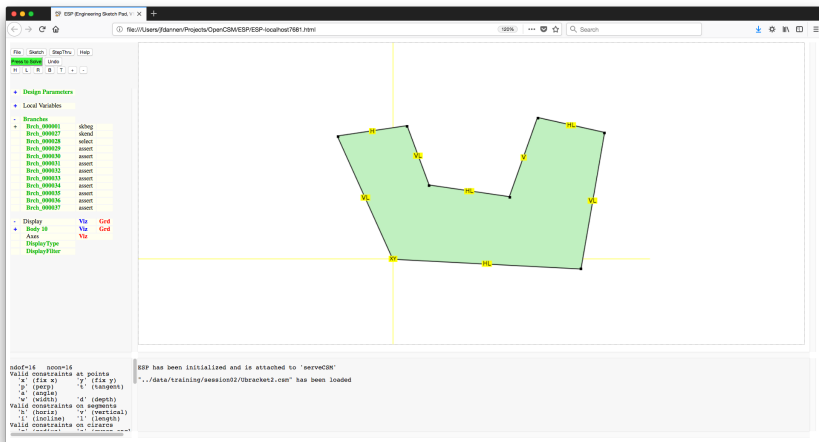 ESP (Engineering Sketch Pad, V
file:///Users/jfdannen/Projects/OpenCSM/ESP/ESP-localhost7681.html
120%
Search
File Sketch StepThru Help
Press to Solve Undo
H L R B T + -
+ Design Parameters
+ Local Variables
- Branches
+ Brch_000001 skbeg
Brch_000027 skend
Brch_000028 select
Brch_000029 assert
Brch_000030 assert
Brch_000031 assert
Brch_000032 assert
Brch_000033 assert
Brch_000034 assert
Brch_000035 assert
Brch_000036 assert
Brch_000037 assert
- Display Viz Grd
+ Body 10 Viz Grd
Axes Viz
DisplayType
DisplayFilter
HL
H
V
VL
HL
VL
VL
XY
HL
ndof=16 ncon=16
Valid constraints at points
'x' (fix x) 'y' (fix y)
'p' (perp) 't' (tangent)
'a' (angle)
'w' (width) 'd' (depth)
Valid constraints on segments
'h' (horiz) 'v' (vertical)
'i' (incline) 'l' (length)
Valid constraints on cirarcs
ESP has been initialized and is attached to 'serveCSM'
"../data/training/session02/Ubracket2.csm" has been loaded